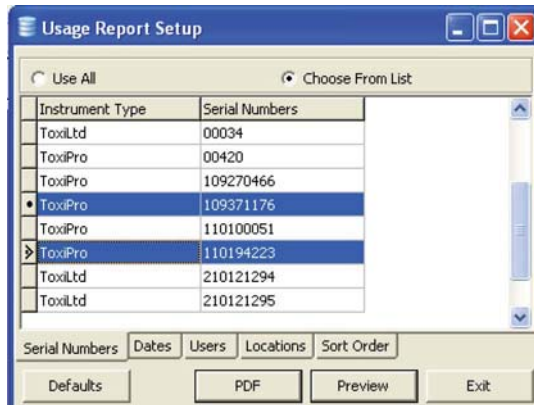 Usage Report Setup
Use All Choose From List
Instrument Type Serial Numbers
ToxiLtd 00034
ToxiPro 00420
ToxiPro 109270466
ToxiPro 109371176
ToxiPro 110100051
ToxiPro 110194223
ToxiLtd 210121294
ToxiLtd 210121295
Serial Numbers Dates Users Locations Sort Order
Defaults PDF Preview Exit